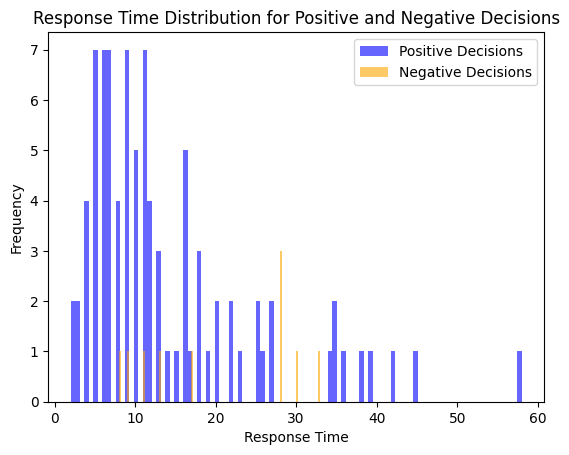 Response Time Distribution for Positive and Negative Decisions
Positive Decisions
Negative Decisions
7
6
5
4
3
2
1
0
Frequency
0 10 20 30 40 50 60
Response Time